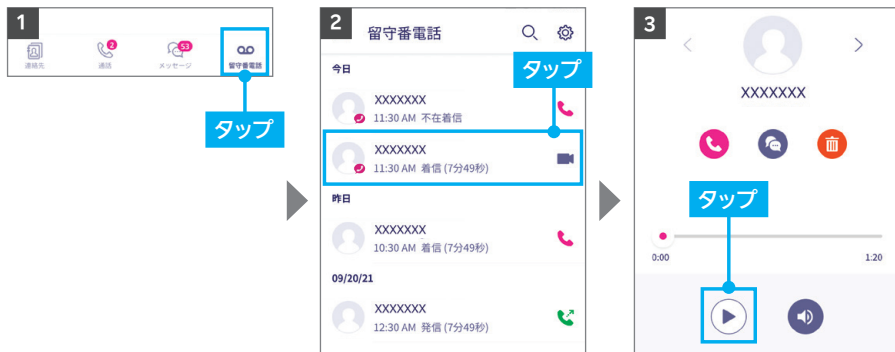 1
2
53
連絡先
通話
メッセージ
留守番電話
タップ
2
留守番電話
今日
タップ
XXXXXXX
11:30 AM 不在着信
XXXXXXX
11:30 AM 着信 (7分49秒)
昨日
XXXXXXX
10:30 AM 着信 (7分49秒)
09/20/21
XXXXXXX
12:30 AM 発信 (7分49秒)
3
XXXXXXX
タップ
0:00
1:20